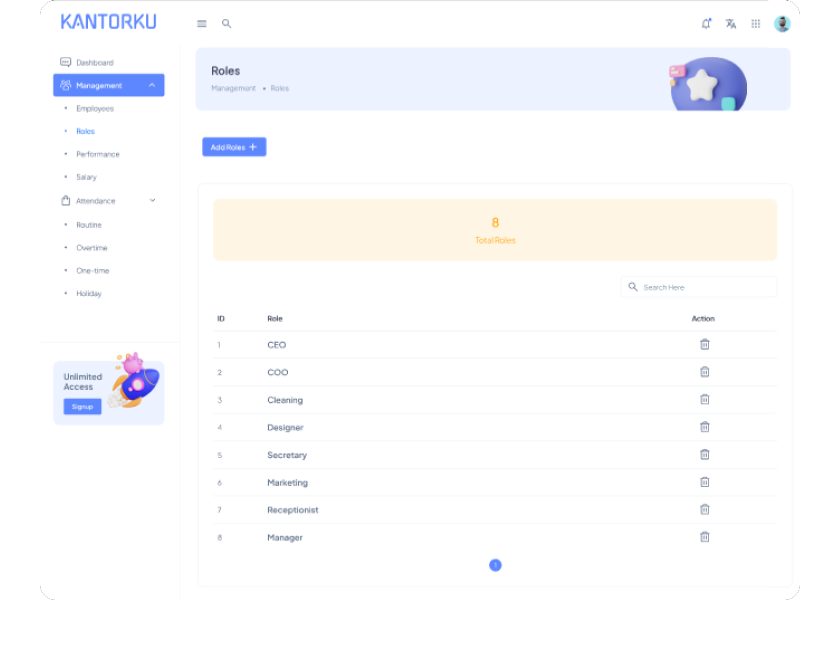 KANTORKU
Dashboard
Management
Employees
Roles
Performance
Salary
Attendance
Routine
Overtime
One-time
Holiday
Unlimited
Access
Signup
Roles
Management • Roles
Add Roles +
8
Total Roles
Search Here
ID Role Action
1 CEO
2 COO
3 Cleaning
4 Designer
5 Secretary
6 Marketing
7 Receptionist
8 Manager
1